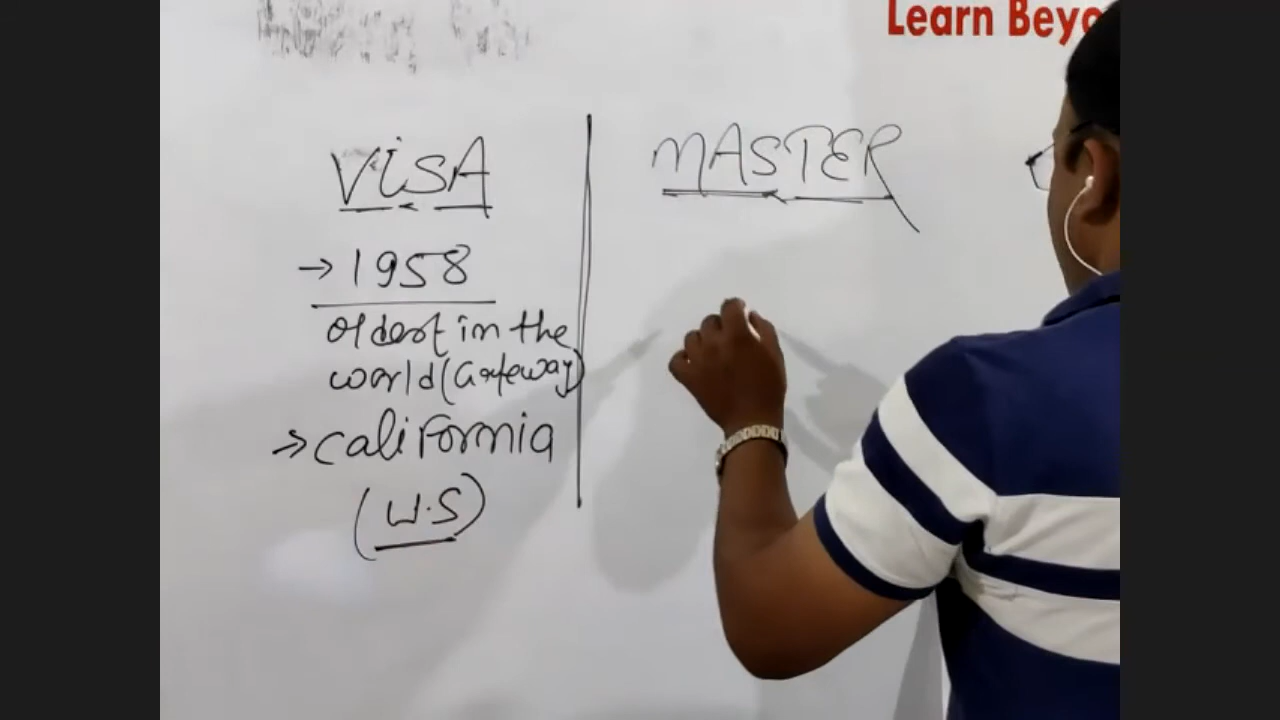 Learn Beyo
VISA
→ 1958
oldest in the
world (Gateway)
→ california
(U.S)
MASTER